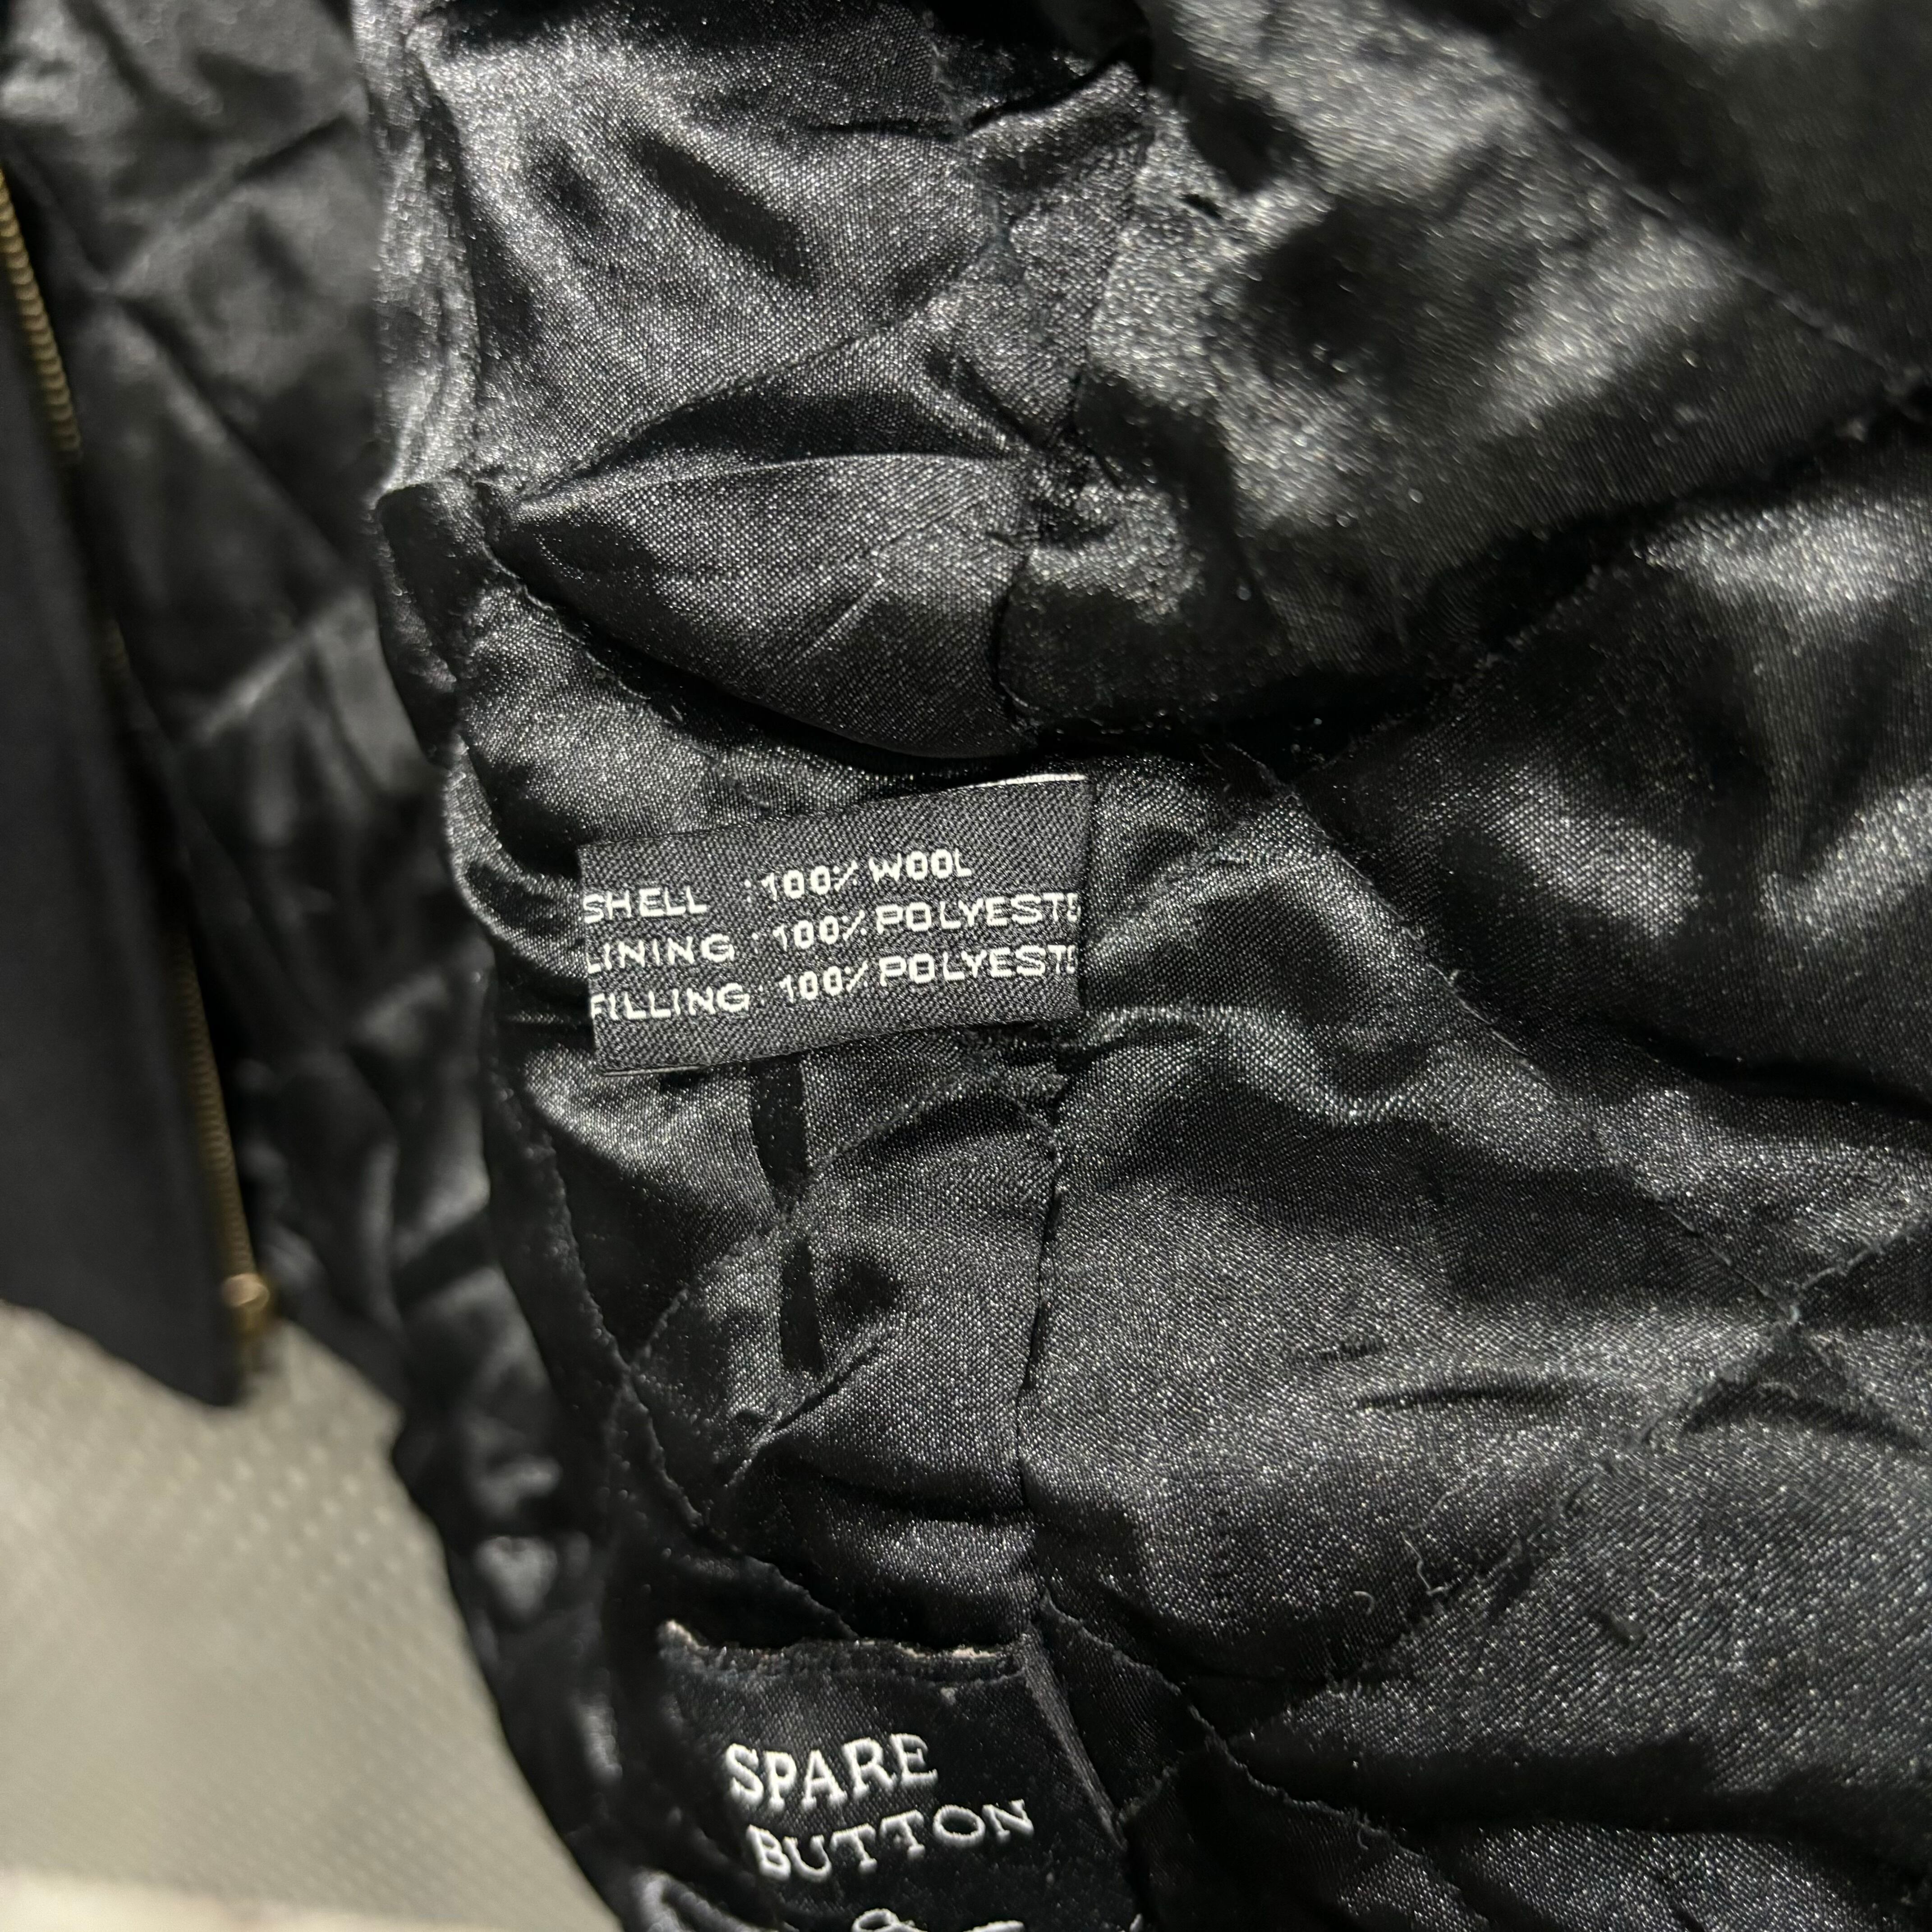 SHELL :100% WOOL
LINING :100% POLYESTE
FILLING: 100% POLYESTE
SPARE
BUTTON
&